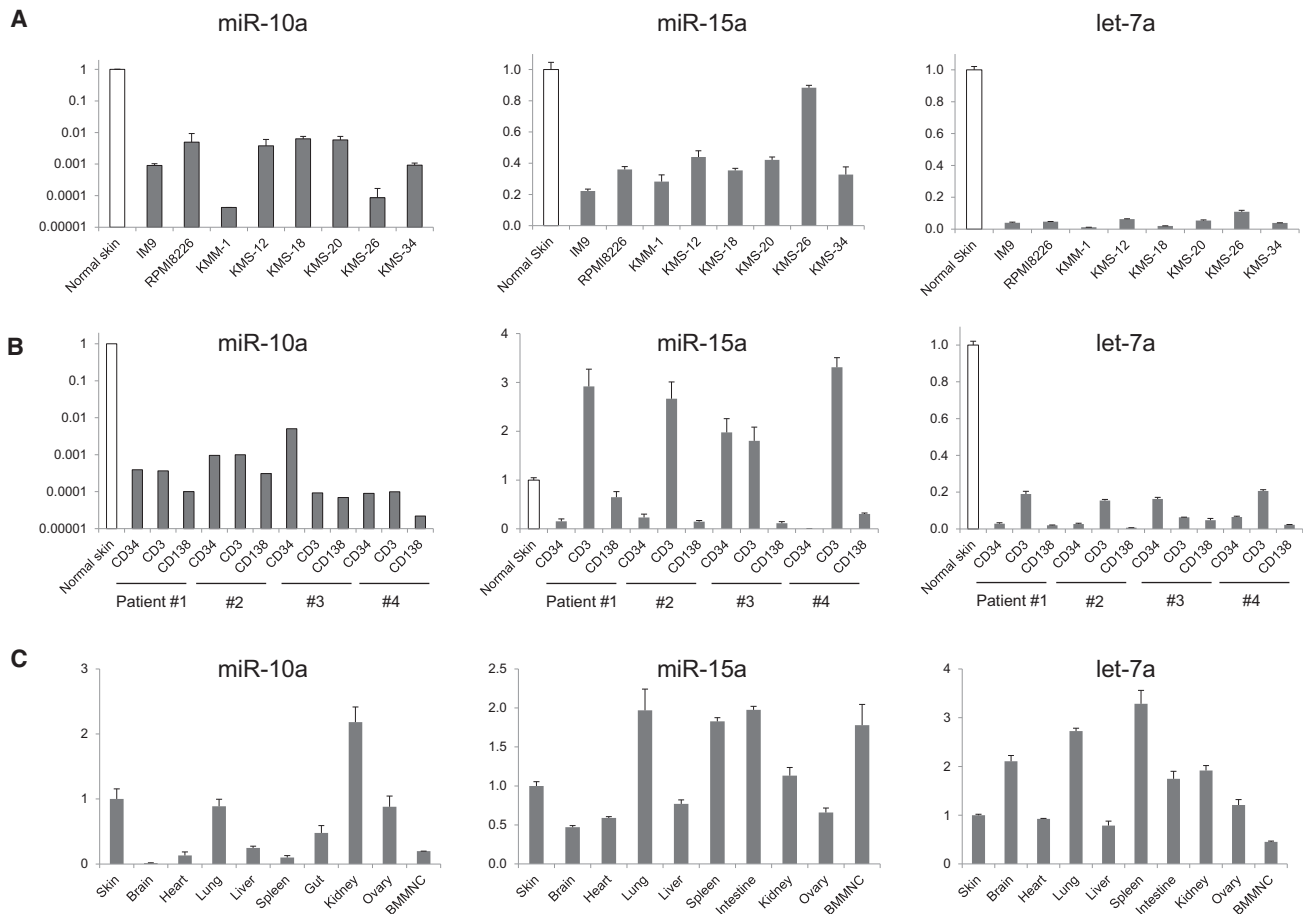 A
miR-10a
1
0.1
0.01
0.001
0.0001
0.00001
Normal Skin
IM9
RPMI8226
KMM-1
KMS-12
KMS-18
KMS-20
KMS-26
KMS-34
miR-15a
1.0
0.8
0.6
0.4
0.2
0.0
Normal Skin
IM9
RPMI8226
KMM-1
KMS-12
KMS-18
KMS-20
KMS-26
KMS-34
let-7a
1.0
0.8
0.6
0.4
0.2
0.0
Normal Skin
IM9
RPMI8226
KMM-1
KMS-12
KMS-18
KMS-20
KMS-26
KMS-34
B
miR-10a
1
0.1
0.01
0.001
0.0001
0.00001
Normal skin
CD34
CD3
CD138
CD34
CD3
CD138
CD34
CD3
CD138
CD34
CD3
CD138
Patient #1
#2
#3
#4
miR-15a
4
3
2
1
0
Normal skin
CD34
CD3
CD138
CD34
CD3
CD138
CD34
CD3
CD138
CD34
CD3
CD138
Patient #1
#2
#3
#4
let-7a
1.0
0.8
0.6
0.4
0.2
0.0
Normal skin
CD34
CD3
CD138
CD34
CD3
CD138
CD34
CD3
CD138
CD34
CD3
CD138
Patient #1
#2
#3
#4
C
miR-10a
3
2
1
0
Skin
Brain
Heart
Lung
Liver
Spleen
Gut
Kidney
Ovary
BMMNC
miR-15a
2.5
2.0
1.5
1.0
0.5
0.0
Skin
Brain
Heart
Lung
Liver
Spleen
Intestine
Kidney
Ovary
BMMNC
let-7a
4
3
2
1
0
Skin
Brain
Heart
Lung
Liver
Spleen
Intestine
Kidney
Ovary
BMMNC